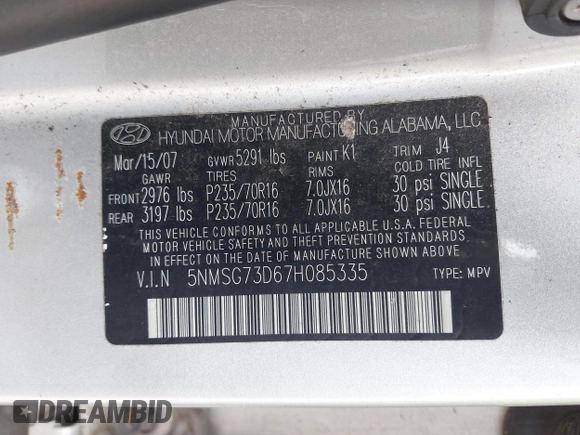 MANUFACTURED BY
HYUNDAI MOTOR MANUFACTURING ALABAMA, LLC
Mar/15/07 GVWR 5291 lbs PAINT K1 TRIM J4
GAWR TIRES RIMS COLD TIRE INFL
FRONT 2976 lbs P235/70R16 7.0JX16 30 psi SINGLE
REAR 3197 lbs P235/70R16 7.0JX16 30 psi SINGLE
THIS VEHICLE CONFORMS TO ALL APPLICABLE U.S.A. FEDERAL
MOTOR VEHICLE SAFETY AND THEFT PREVENTION STANDARDS
IN EFFECT ON THE DATE OF MANUFACTURE SHOWN ABOVE.
V.I.N 5NMSG73D67H085335 TYPE: MPV
DREAMBID
DREAMBID.COM